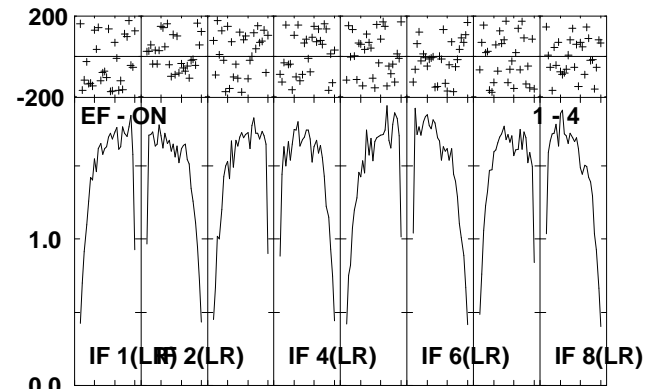 200
-200
EF - ON 1 - 4
1.0
IF 1(LR) IF 2(LR) IF 4(LR) IF 6(LR) IF 8(LR)
0.0